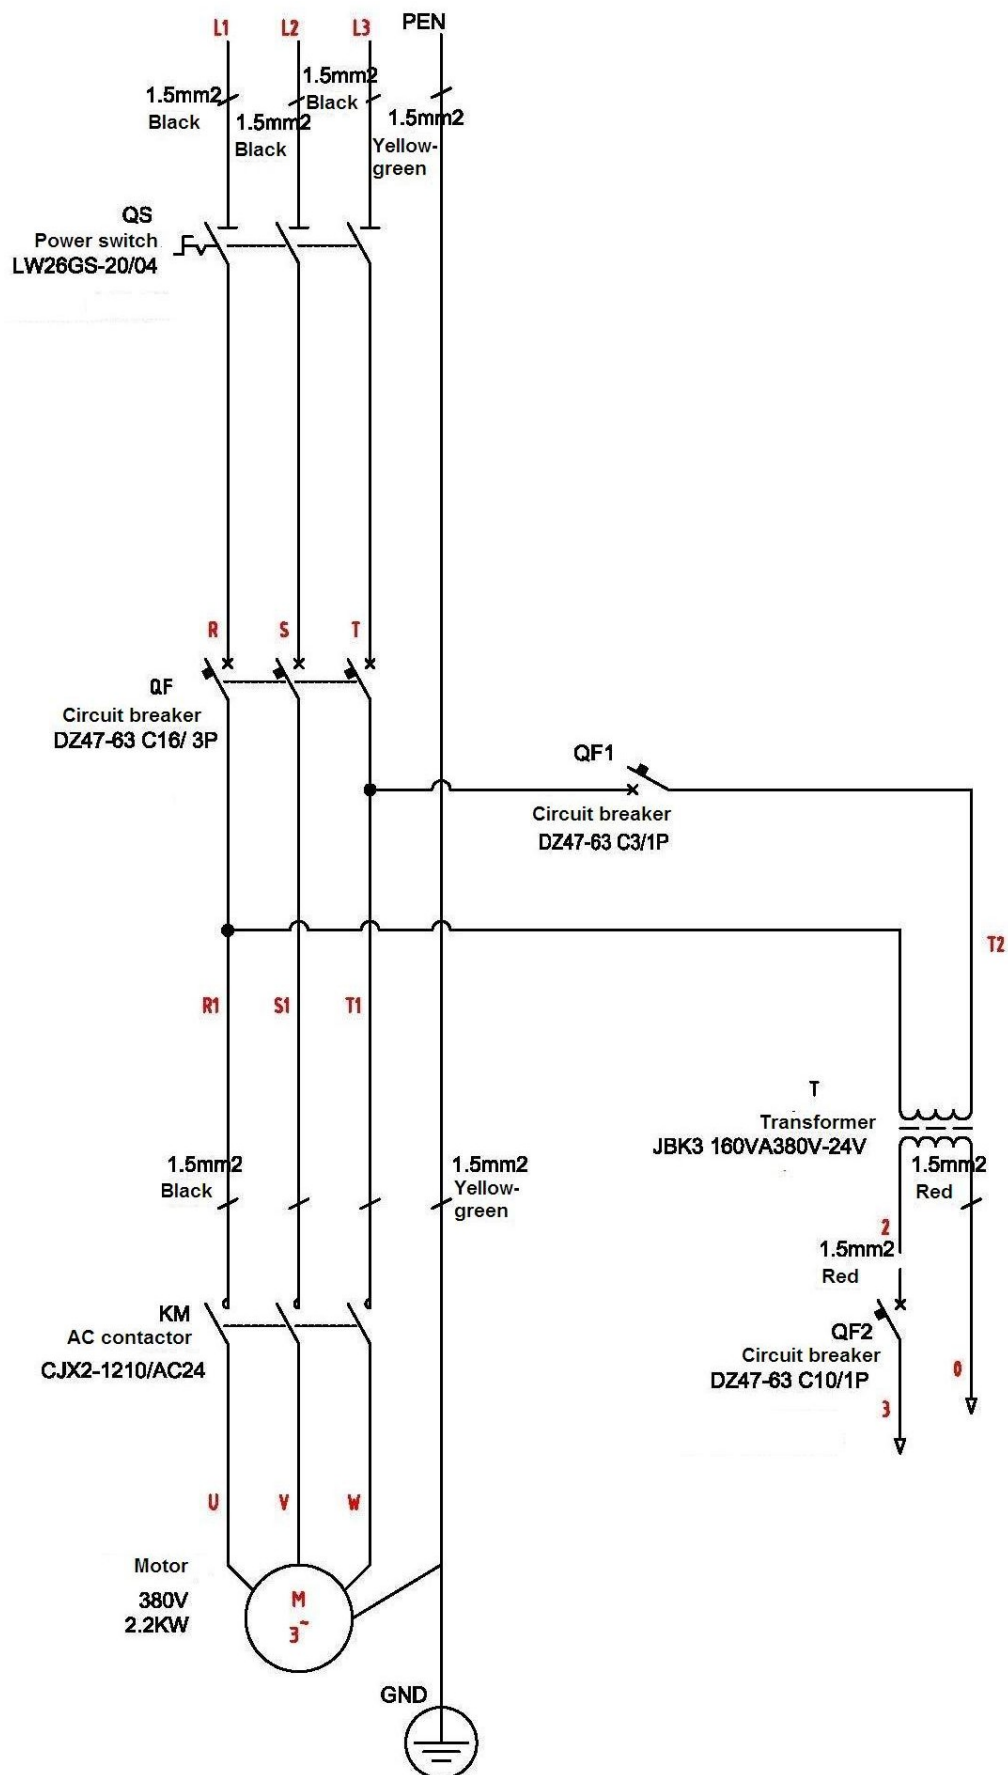 L1 L2 L3 PEN
1.5mm2
1.5mm2
Black
Black
1.5mm2
1.5mm2
Black
Yellow-
green
QS
Power switch
LW26GS-20/04
R S T
QF
Circuit breaker
DZ47-63 C16/ 3P
QF1
Circuit breaker
DZ47-63 C3/1P
T2
R1 S1 T1
T
Transformer
JBK3 160VA380V-24V
1.5mm2
Black
1.5mm2
Yellow-
green
1.5mm2
Red
2
1.5mm2
Red
KM
AC contactor
CJX2-1210/AC24
QF2
Circuit breaker
DZ47-63 C10/1P
0
3
U V W
Motor
380V
2.2KW
M
3~
GND